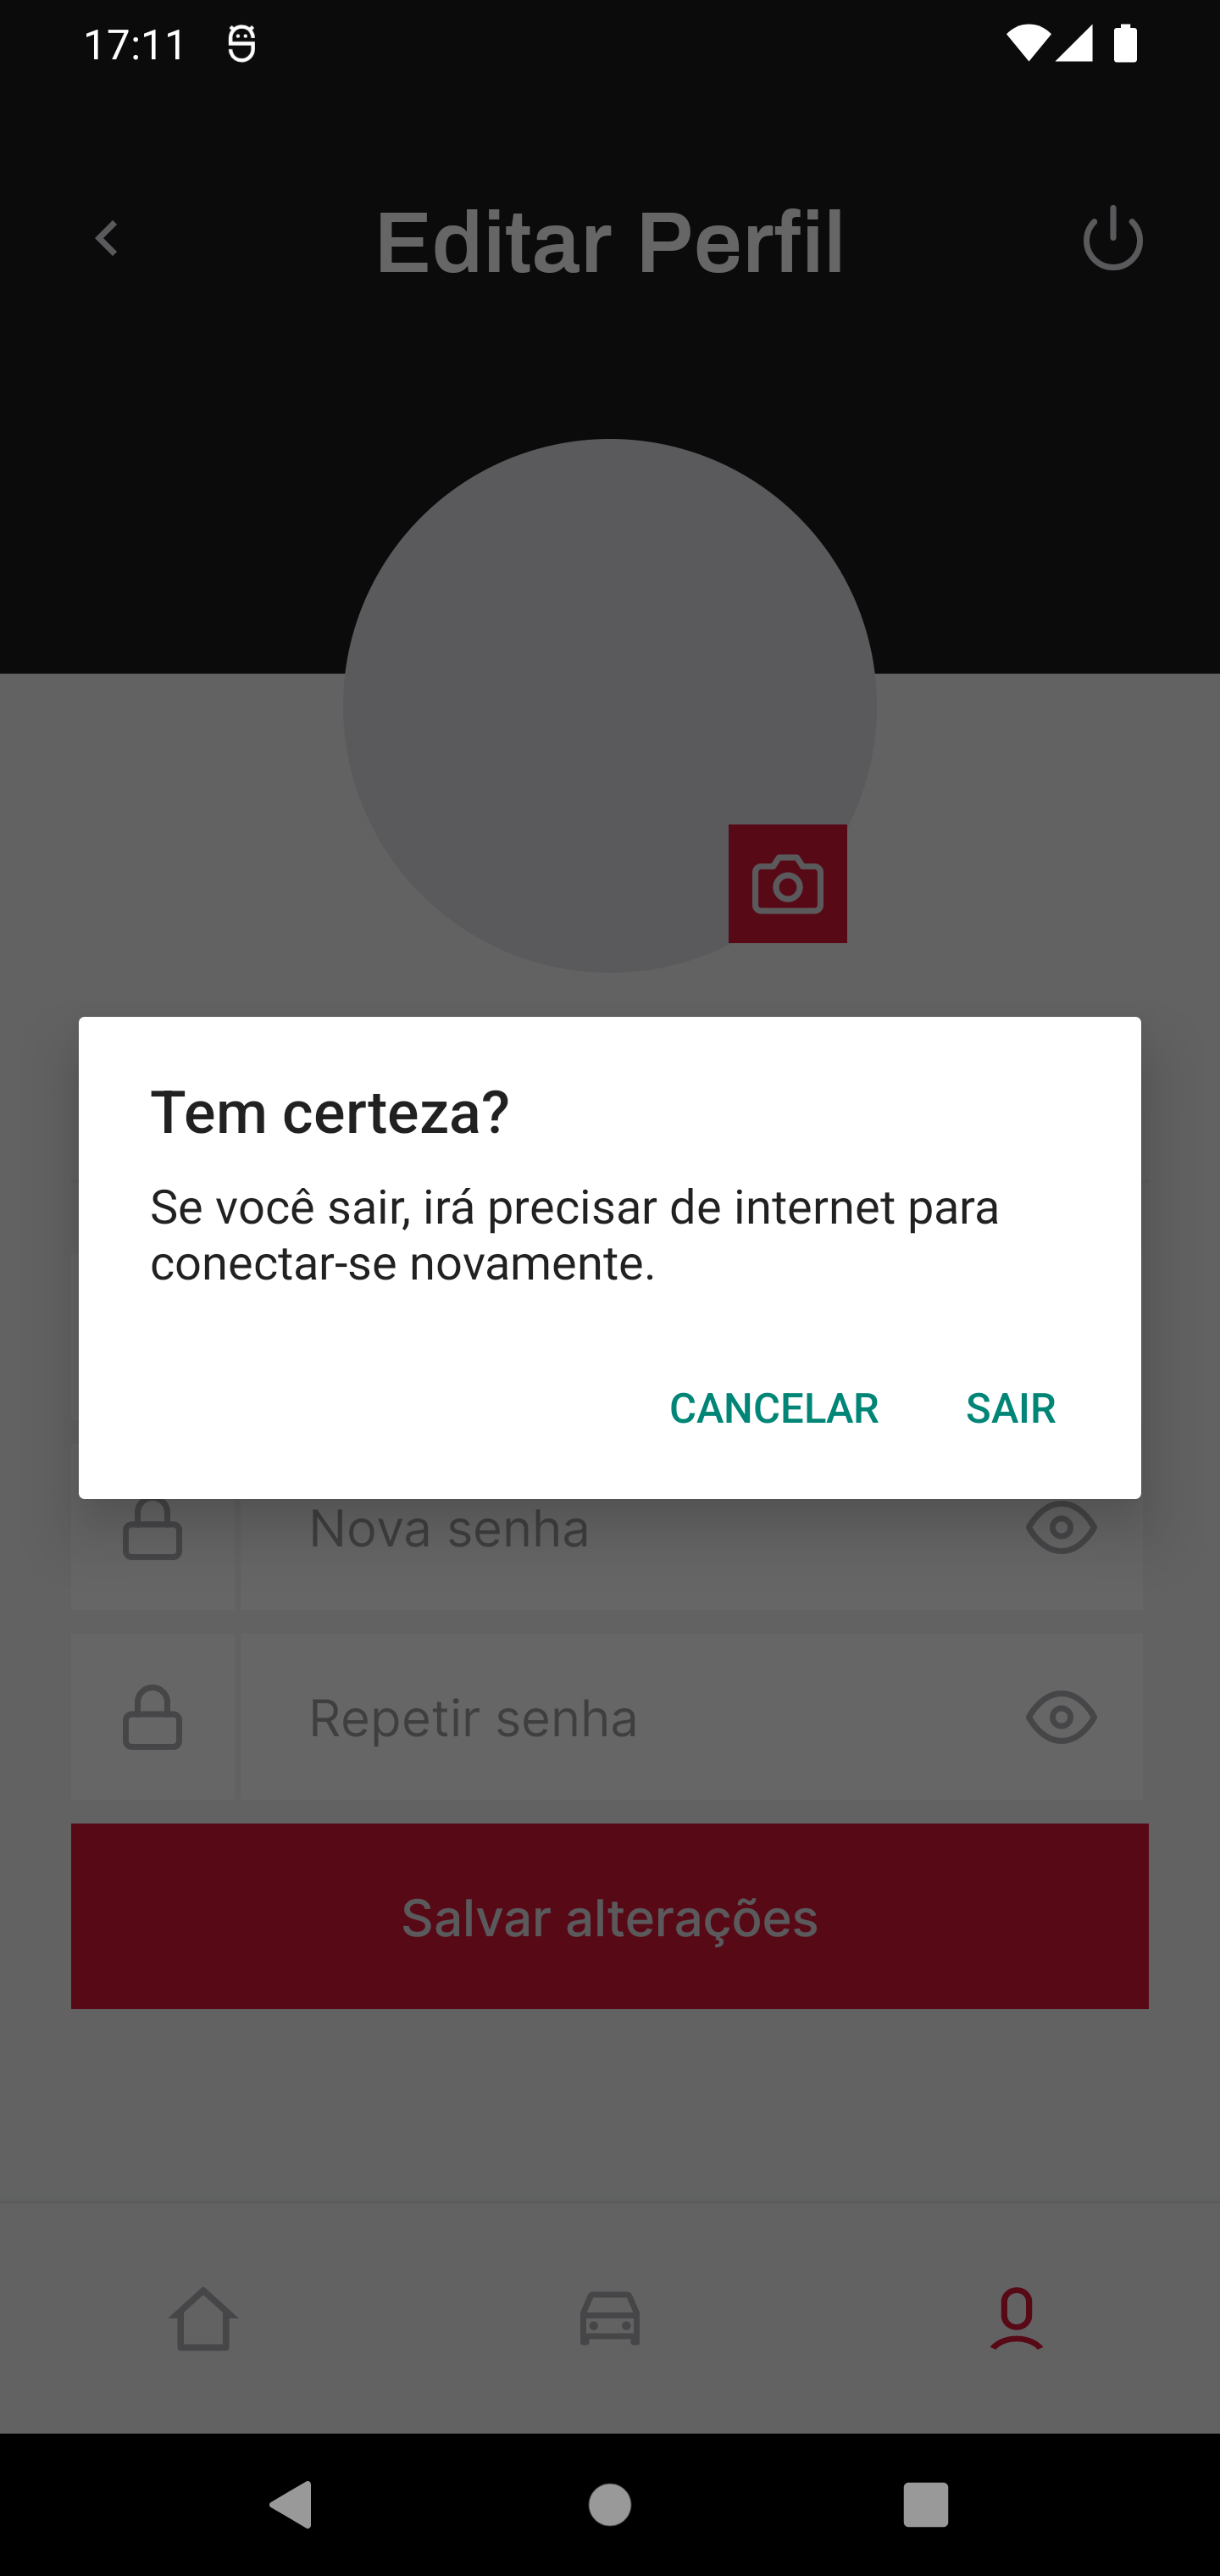 17:11
Editar Perfil
Tem certeza?
Se você sair, irá precisar de internet para
conectar-se novamente.
CANCELAR SAIR
Nova senha
Repetir senha
Salvar alterações